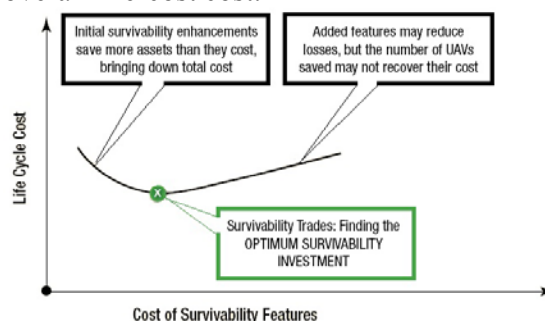 Initial survivability enhancements
save more assets than they cost,
bringing down total cost
Added features may reduce
losses, but the number of UAVs
saved may not recover their cost
Life Cycle Cost
X
Survivability Trades: Finding the
OPTIMUM SURVIVABILITY
INVESTMENT
Cost of Survivability Features